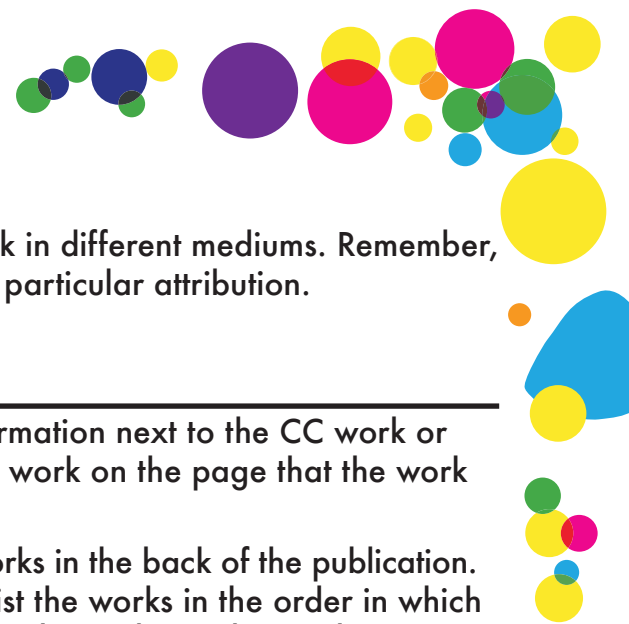 k in different mediums. Remember,
particular attribution.
rmation next to the CC work or
work on the page that the work
orks in the back of the publication.
ist the works in the order in which